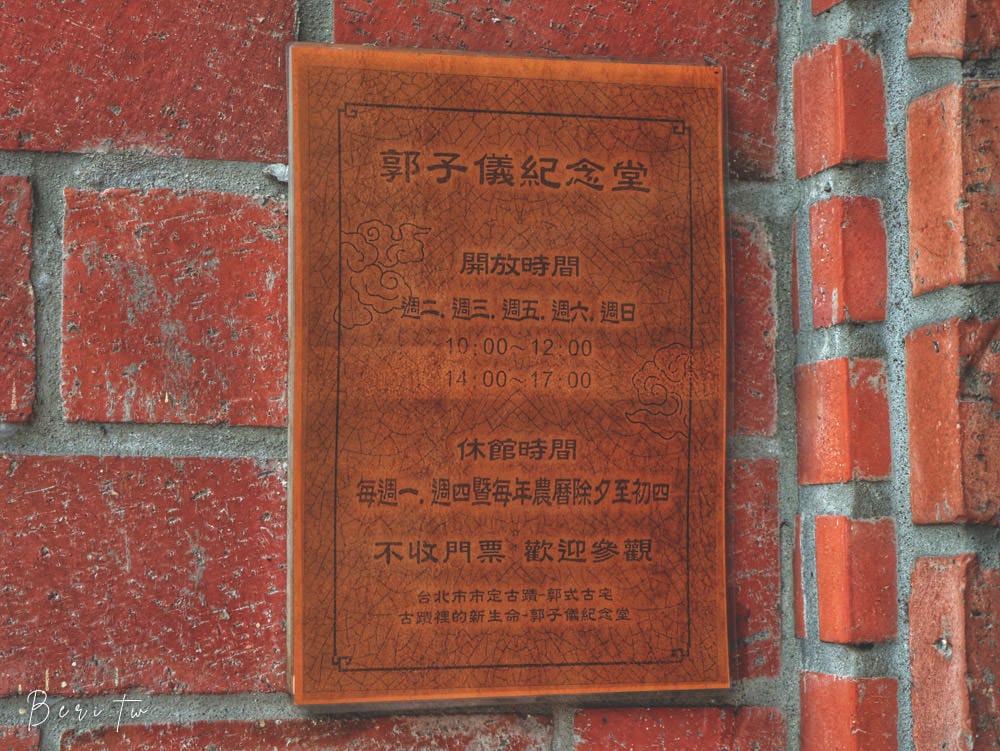 郭子儀紀念堂
開放時間
週二.週三.週五.週六.週日
10:00~12:00
14:00~17:00
休館時間
每週一.週四暨每年農曆除夕至初四
不收門票 歡迎參觀
台北市市定古蹟-郭式古宅
古蹟裡的新生命-郭子儀紀念堂
Beri.tw